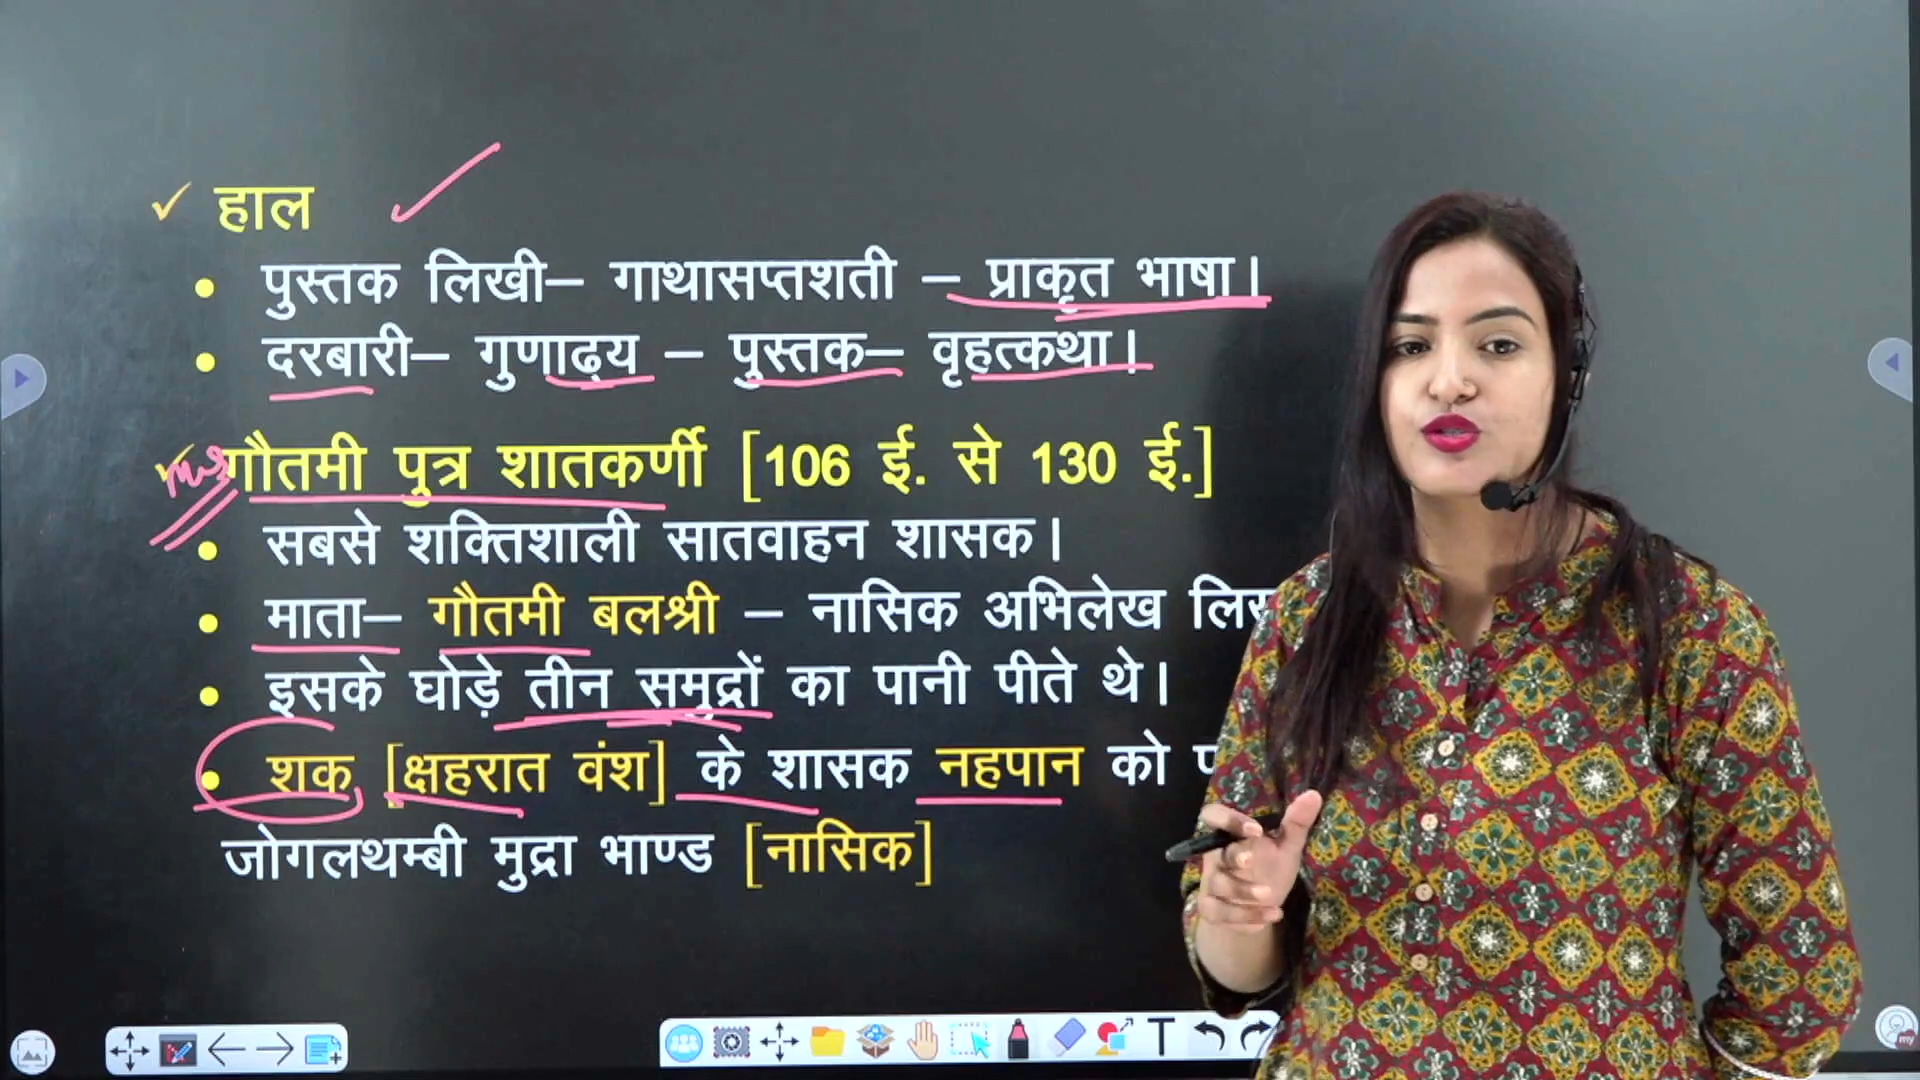 हाल
पुस्तक लिखी– गाथासप्तशती – प्राकृत भाषा।
दरबारी– गुणाढ्य – पुस्तक– वृहत्कथा।
गौतमी पुत्र शातकर्णी [106 ई. से 130 ई.]
सबसे शक्तिशाली सातवाहन शासक।
माता– गौतमी बलश्री – नासिक अभिलेख
इसके घोड़े तीन समुद्रों का पानी पीते थे।
शक [क्षहरात वंश] के शासक नहपान को
जोगलथम्बी मुद्रा भाण्ड [नासिक]